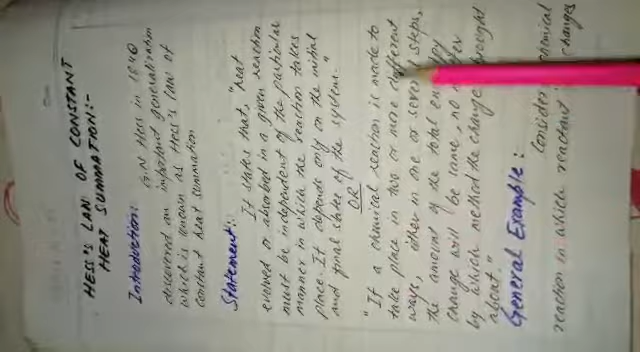 HESS'S LAW OF CONSTANT
HEAT SUMMATION:-
Introduction:
G.N Hess in 1840
discovered an important generalization
which is known as Hess's law of
Constant heat summation
Statement:
It states that, "heat
evolved or absorbed in a given reaction
must be independent of the particular
manner in which the reaction takes
place. It depends only on the initial
and final states of the system."
OR
"If a chemical reaction is made to
take place in two or more different
ways, either in one or several steps,
the amount of the total
change will be same, no
by which method the change brought
about."
General Example:
Consider chemical
reaction in which reactant changes